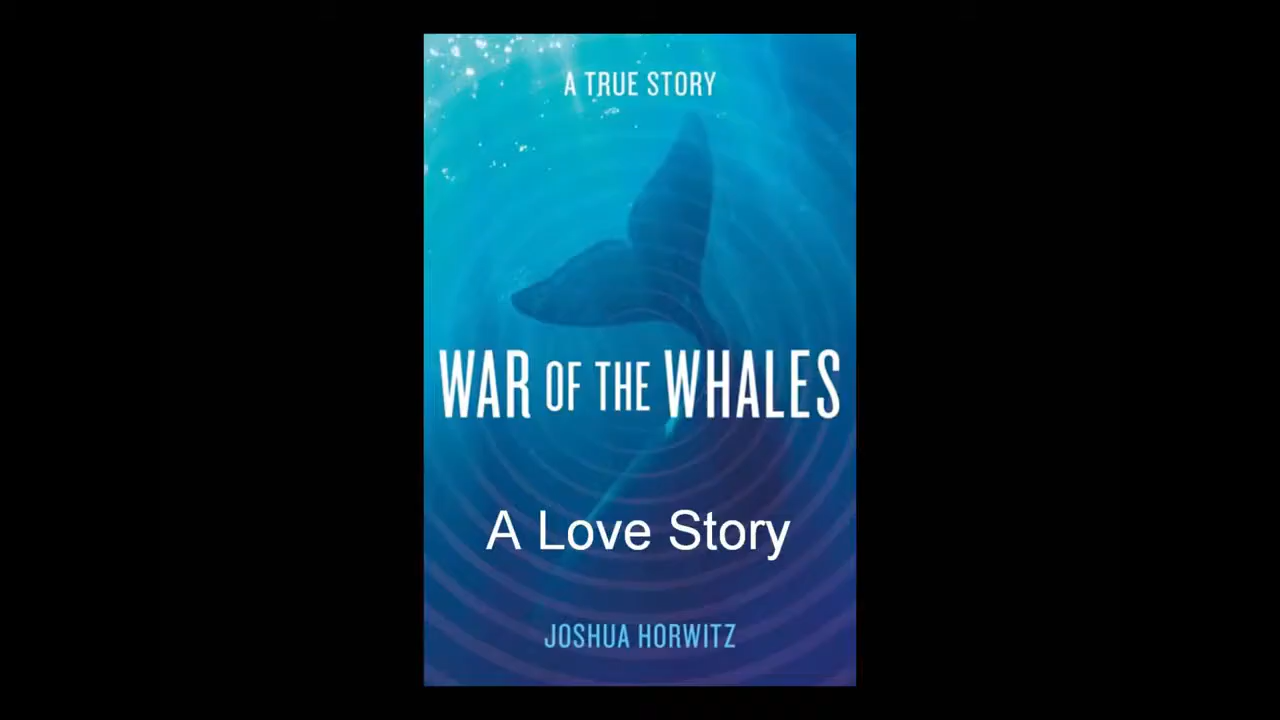 A TRUE STORY
WAR OF THE WHALES
A Love Story
JOSHUA HORWITZ